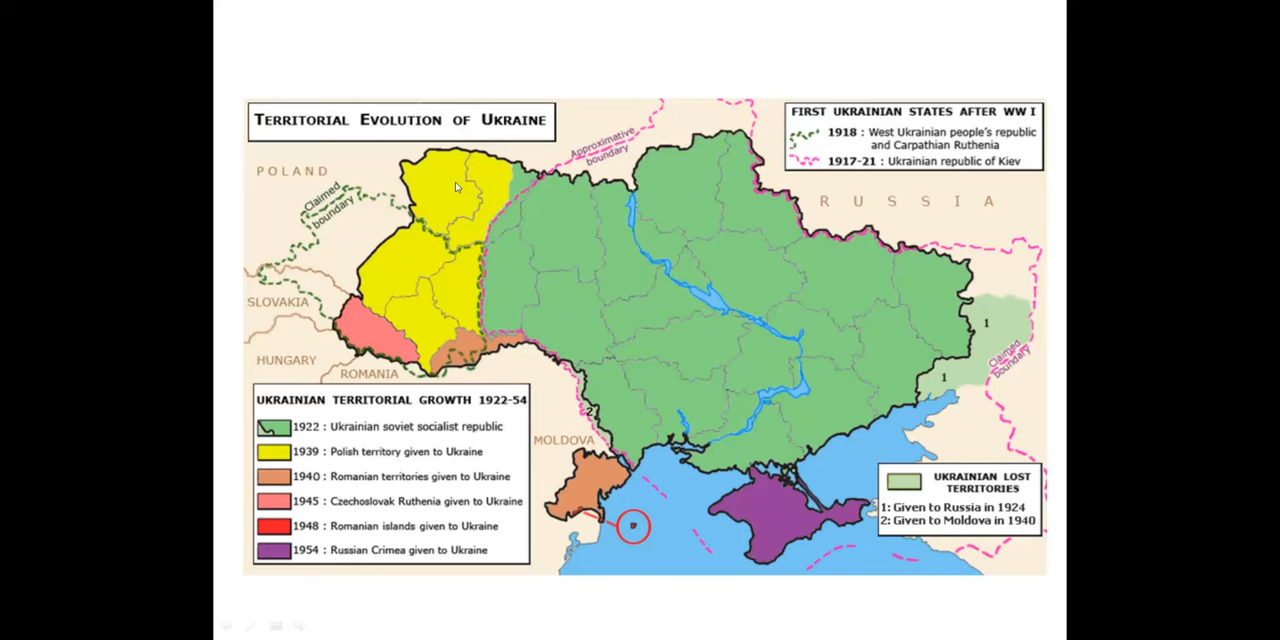 TERRITORIAL EVOLUTION OF UKRAINE
FIRST UKRAINIAN STATES AFTER WW I
1918 : West Ukrainian people's republic
and Carpathian Ruthenia
1917-21 : Ukrainian republic of Kiev
Approximative
boundary
POLAND
RUSSIA
Claimed
boundary
SLOVAKIA
HUNGARY
ROMANIA
1
1
Claimed
boundary
2
MOLDOVA
UKRAINIAN TERRITORIAL GROWTH 1922-54
1922 : Ukrainian soviet socialist republic
1939 : Polish territory given to Ukraine
1940 : Romanian territories given to Ukraine
1945 : Czechoslovak Ruthenia given to Ukraine
1948 : Romanian islands given to Ukraine
1954 : Russian Crimea given to Ukraine
UKRAINIAN LOST
TERRITORIES
1: Given to Russia in 1924
2: Given to Moldova in 1940